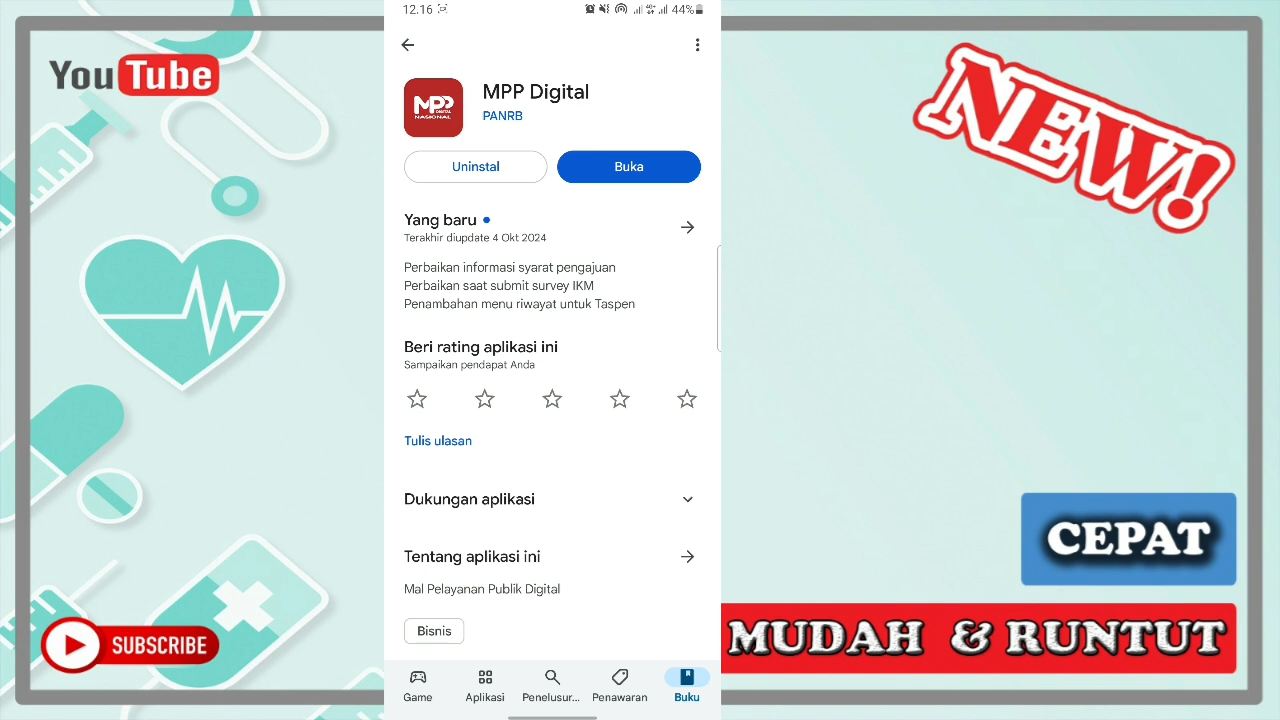 YouTube
12.16
44%
MPP
DIGITAL
NASIONAL
MPP Digital
PANRB
Uninstal
Buka
Yang baru
Terakhir diupdate 4 Okt 2024
Perbaikan informasi syarat pengajuan
Perbaikan saat submit survey IKM
Penambahan menu riwayat untuk Taspen
Beri rating aplikasi ini
Sampaikan pendapat Anda
Tulis ulasan
Dukungan aplikasi
Tentang aplikasi ini
Mal Pelayanan Publik Digital
Bisnis
Game
Aplikasi
Penelusur...
Penawaran
Buku
NEW!
CEPAT
MUDAH & RUNTUT
SUBSCRIBE